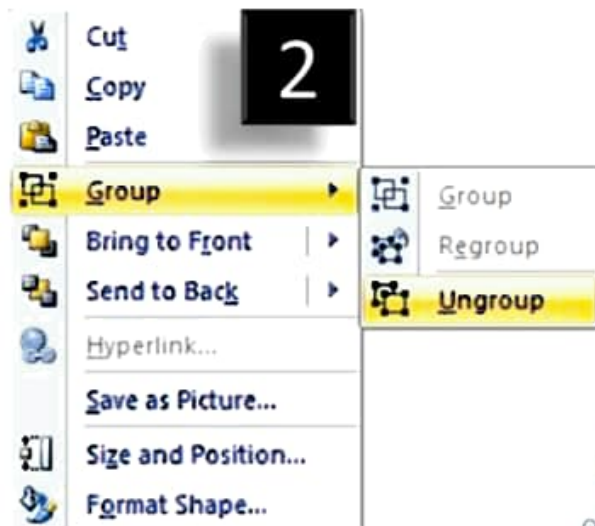 Cut
2
Copy
Paste
Group
Bring to Front
Send to Back
Hyperlink...
Save as Picture...
Size and Position...
Format Shape...
Group
Regroup
Ungroup